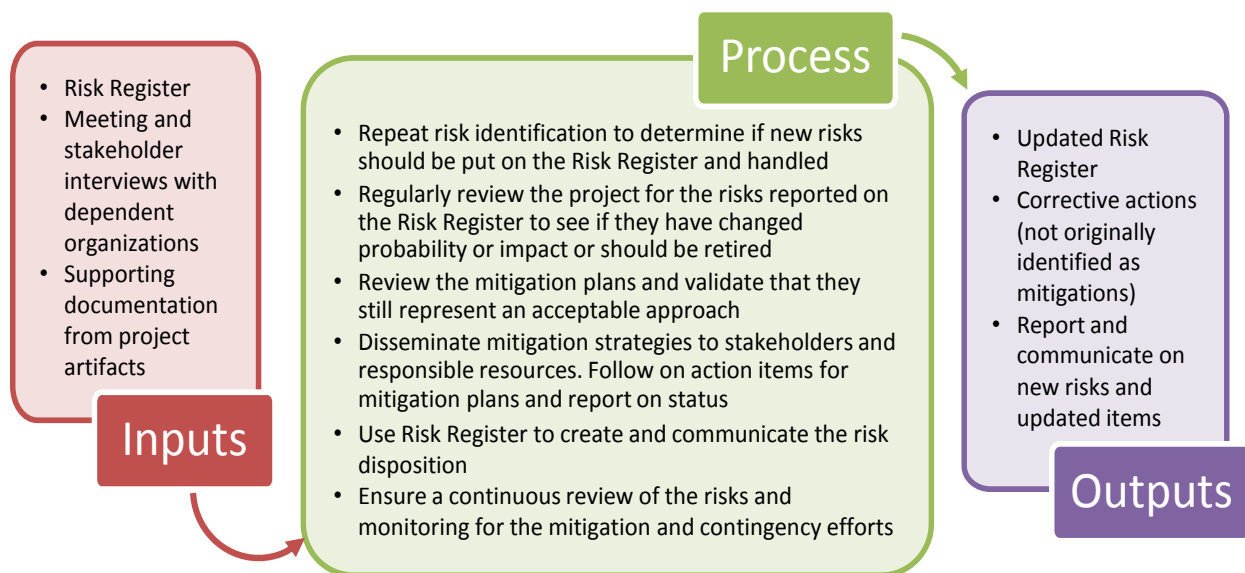 • Risk Register
• Meeting and
stakeholder
interviews with
dependent
organizations
• Supporting
documentation
from project
artifacts
Inputs
Process
• Repeat risk identification to determine if new risks
should be put on the Risk Register and handled
• Regularly review the project for the risks reported on
the Risk Register to see if they have changed
probability or impact or should be retired
• Review the mitigation plans and validate that they
still represent an acceptable approach
• Disseminate mitigation strategies to stakeholders and
responsible resources. Follow on action items for
mitigation plans and report on status
• Use Risk Register to create and communicate the risk
disposition
• Ensure a continuous review of the risks and
monitoring for the mitigation and contingency efforts
• Updated Risk
Register
• Corrective actions
(not originally
identified as
mitigations)
• Report and
communicate on
new risks and
updated items
Outputs